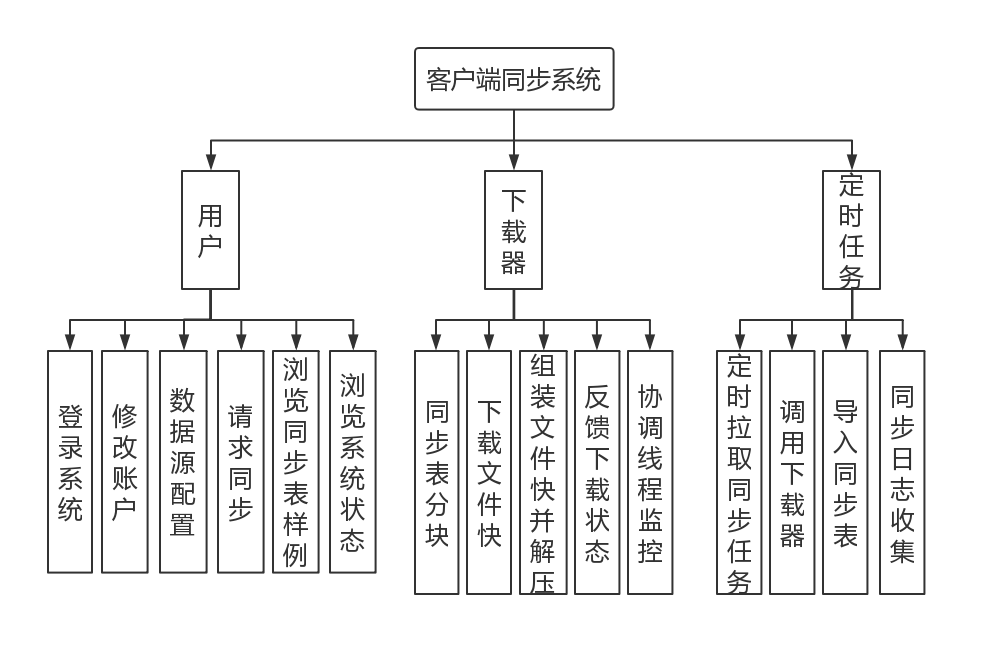 客户端同步系统
用户
下载器
定时任务
登录系统
修改账户
数据源配置
请求同步
浏览同步表样例
浏览系统状态
同步表分块
下载文件快
组装文件快并解压
反馈下载状态
协调线程监控
定时拉取同步任务
调用下载器
导入同步表
同步日志收集